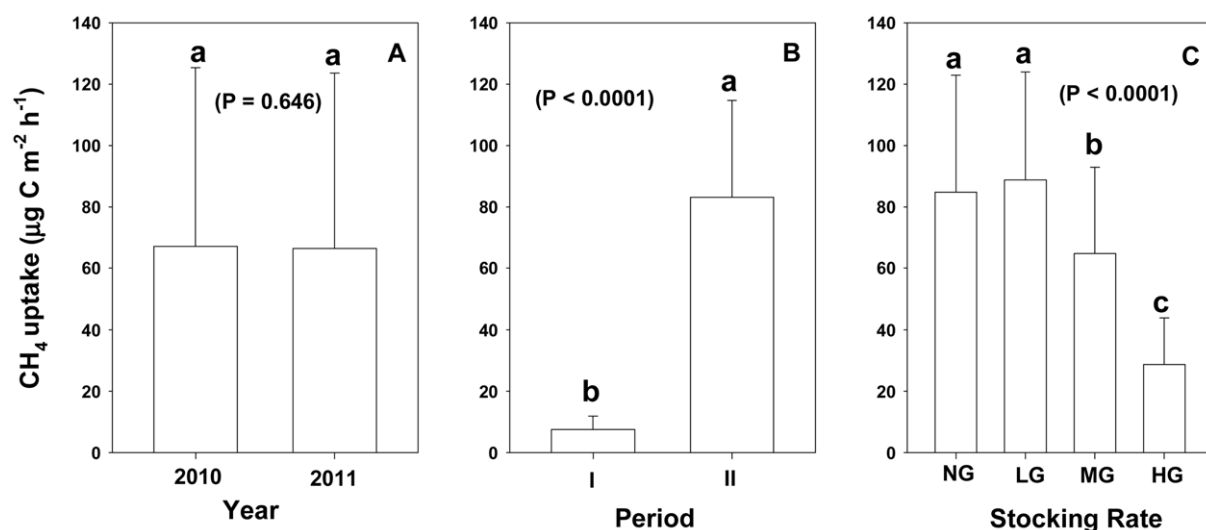 CH₄ uptake (µg C m⁻² h⁻¹)
140
120
100
80
60
40
20
0
A
a
a
(P = 0.646)
2010
2011
Year
140
120
100
80
60
40
20
0
B
a
(P < 0.0001)
b
I
II
Period
140
120
100
80
60
40
20
0
C
a
a
(P < 0.0001)
b
c
NG
LG
MG
HG
Stocking Rate